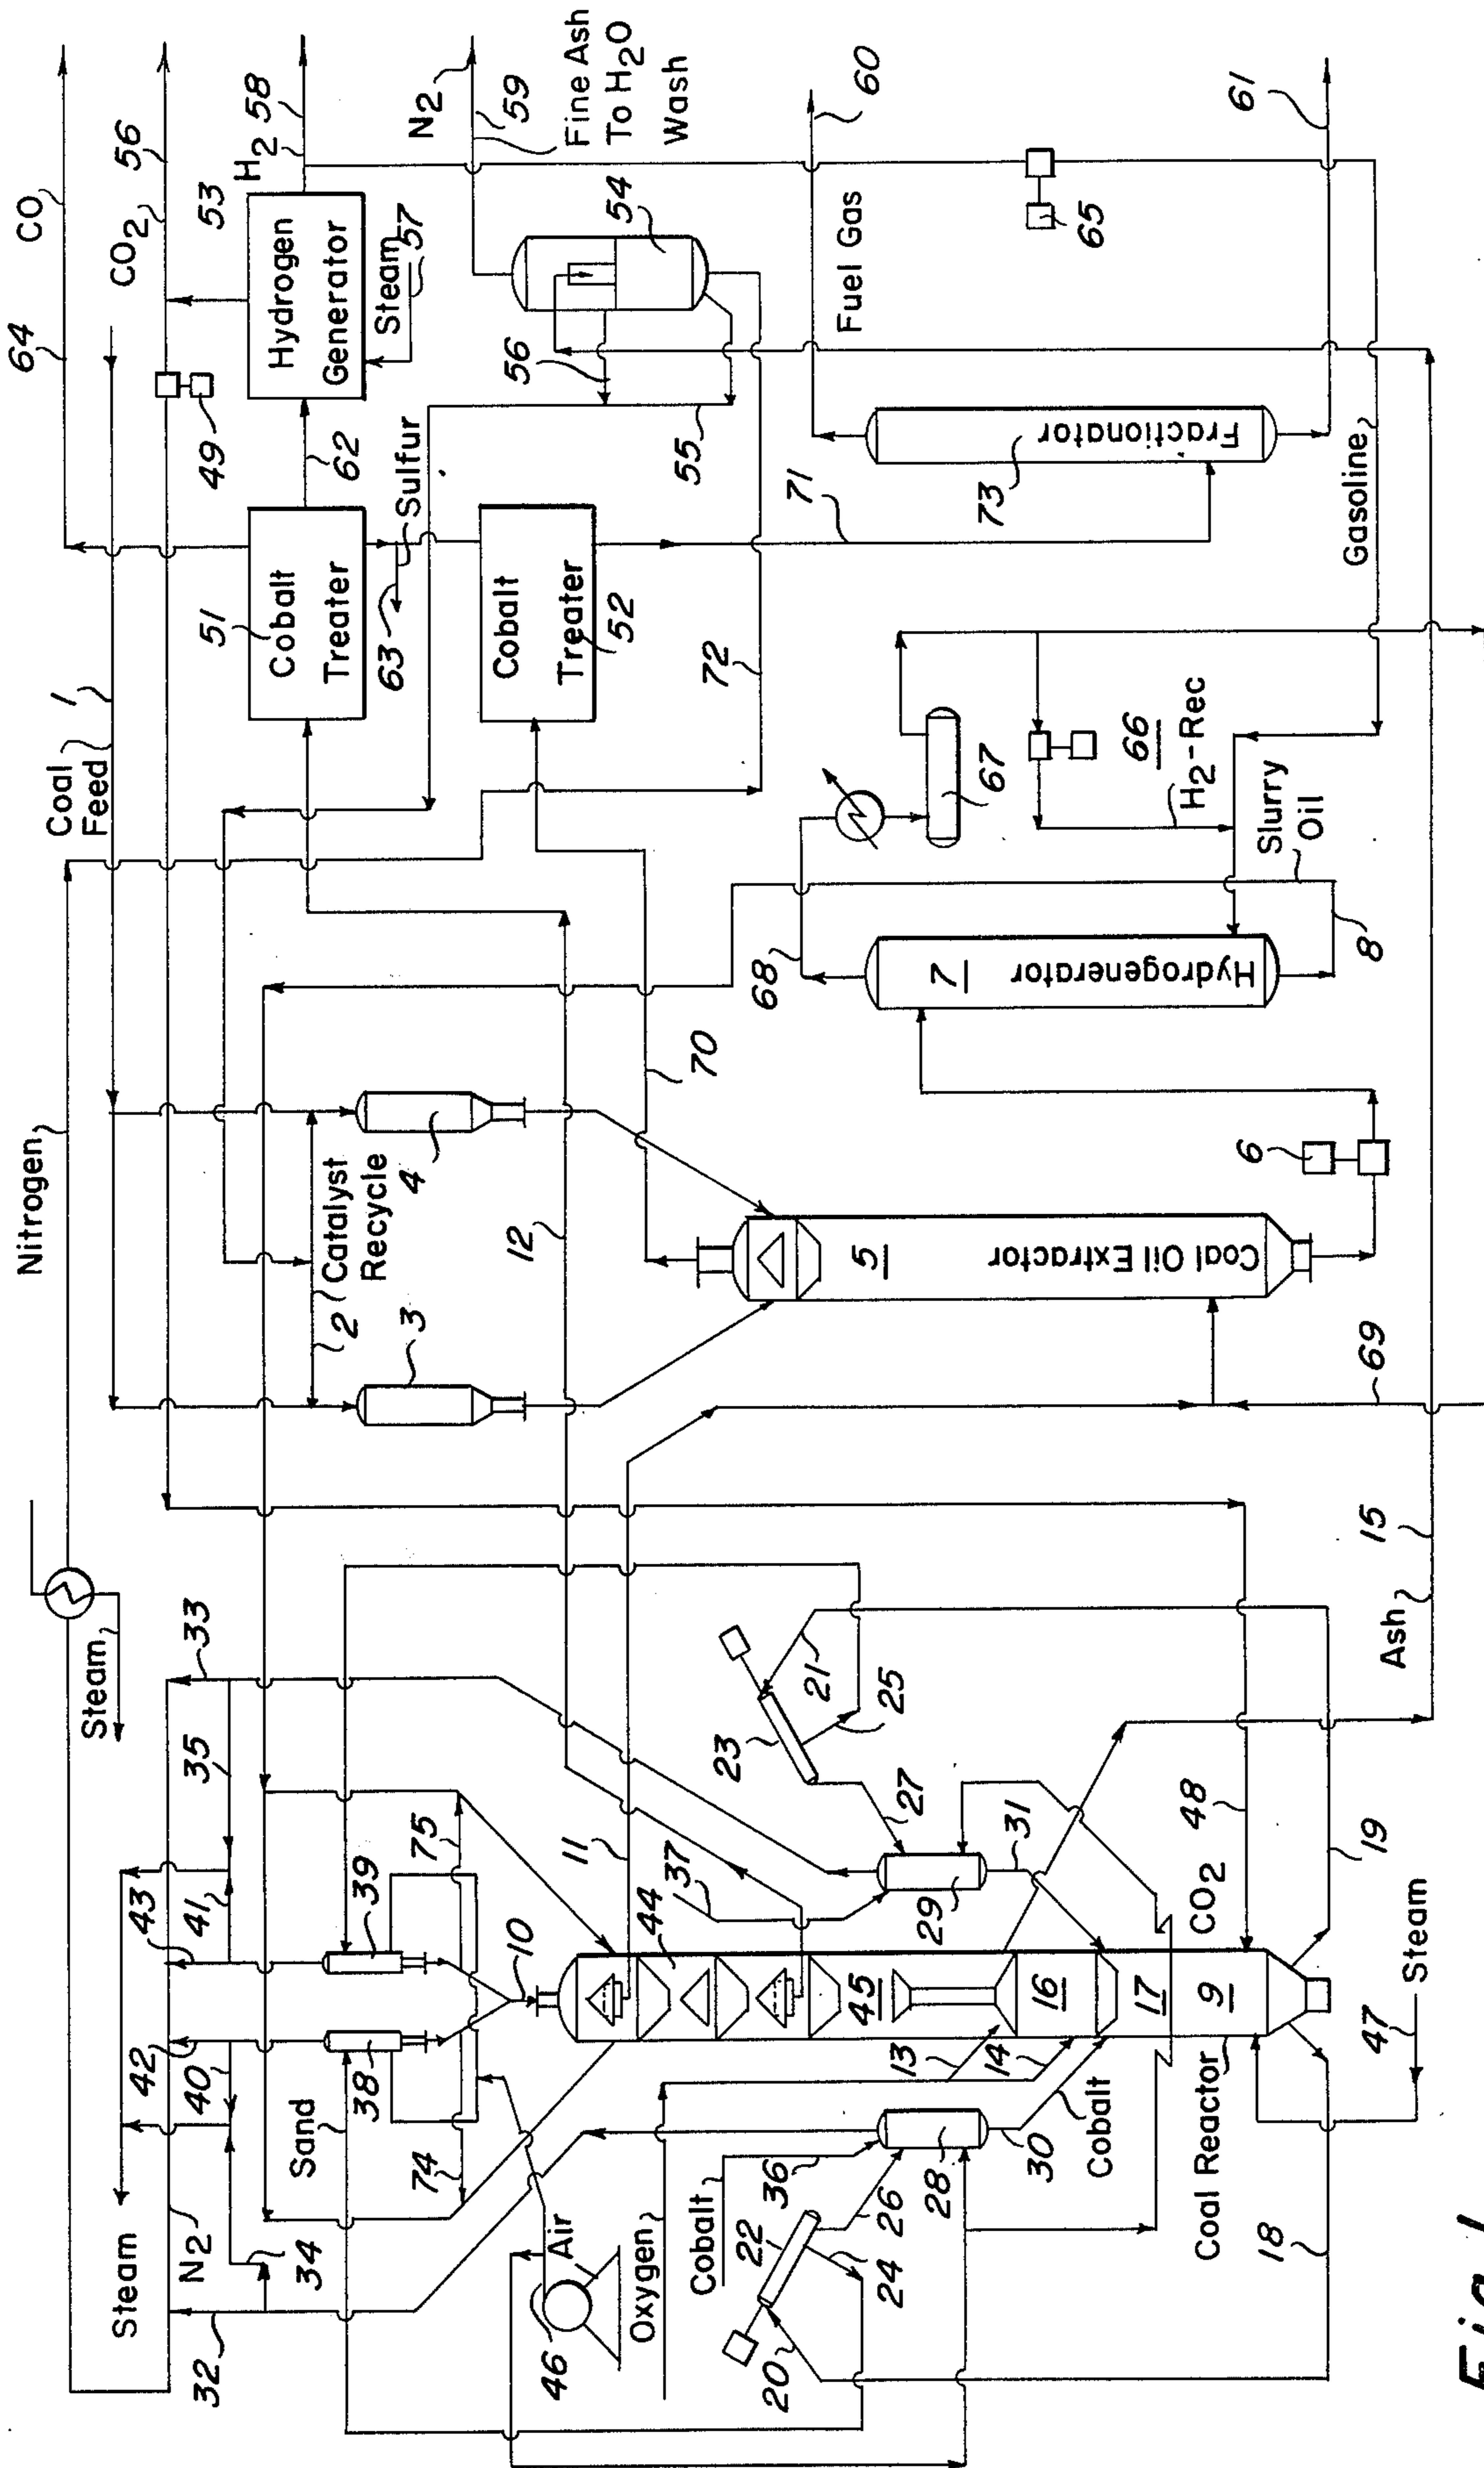 Nitrogen
64
CO
Steam
Coal
Feed
1
CO2
56
Steam
N2
32
34
42
40
43
41
35
33
49
51
Cobalt
Treater
62
53
Hydrogen
Generator
H2
58
Steam
57
Sand
38
39
2
Catalyst
Recycle
3
4
63
Sulfur
N2
59
Fine Ash
To H2O
Wash
74
75
10
46
Air
12
Cobalt
Treater
52
56
55
54
Oxygen
11
37
44
70
72
Cobalt
36
20
22
24
26
28
30
Cobalt
13
14
45
16
17
9
29
31
27
23
21
25
5
Coal Oil Extractor
68
67
66
H2-Rec
71
73
Fractionator
Fuel Gas
60
65
7
Hydrogenator
Slurry
Oil
8
6
Coal Reactor
18
47
Steam
CO2
48
19
Ash
15
69
Gasoline
61
Fig. 1